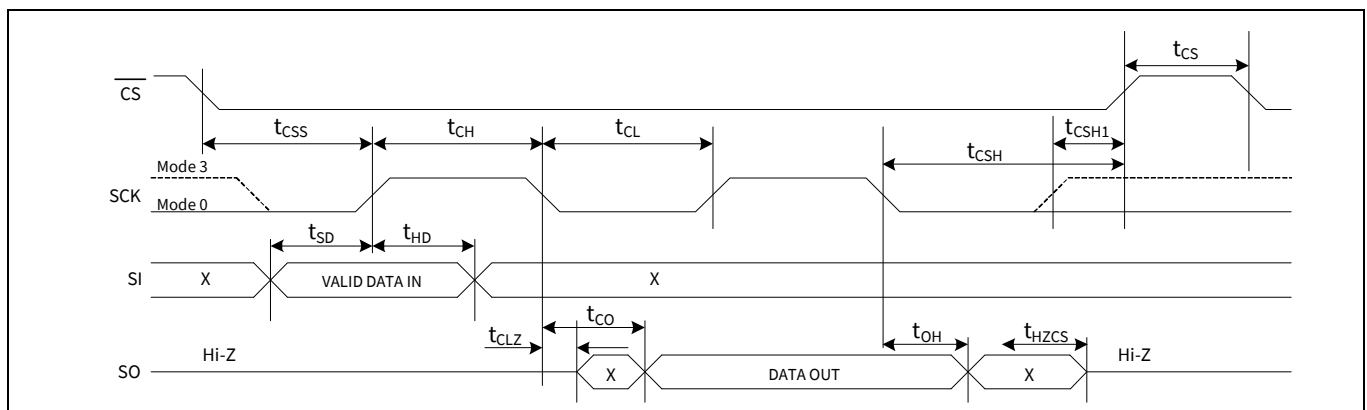 tCS
CS
tCSS
tCH
tCL
tCSH1
tCSH
Mode 3
SCK
Mode 0
tSD
tHD
SI
X
VALID DATA IN
X
tCO
tCLZ
tOH
tHZCS
Hi-Z
Hi-Z
SO
X
DATA OUT
X